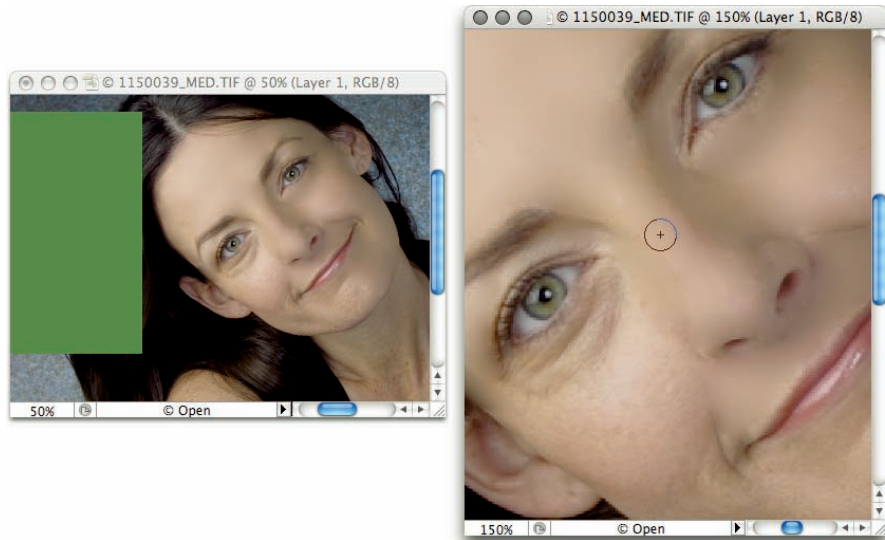 © 1150039_MED.TIF @ 50% (Layer 1, RGB/8)
50%
© Open
© 1150039_MED.TIF @ 150% (Layer 1, RGB/8)
150%
© Open